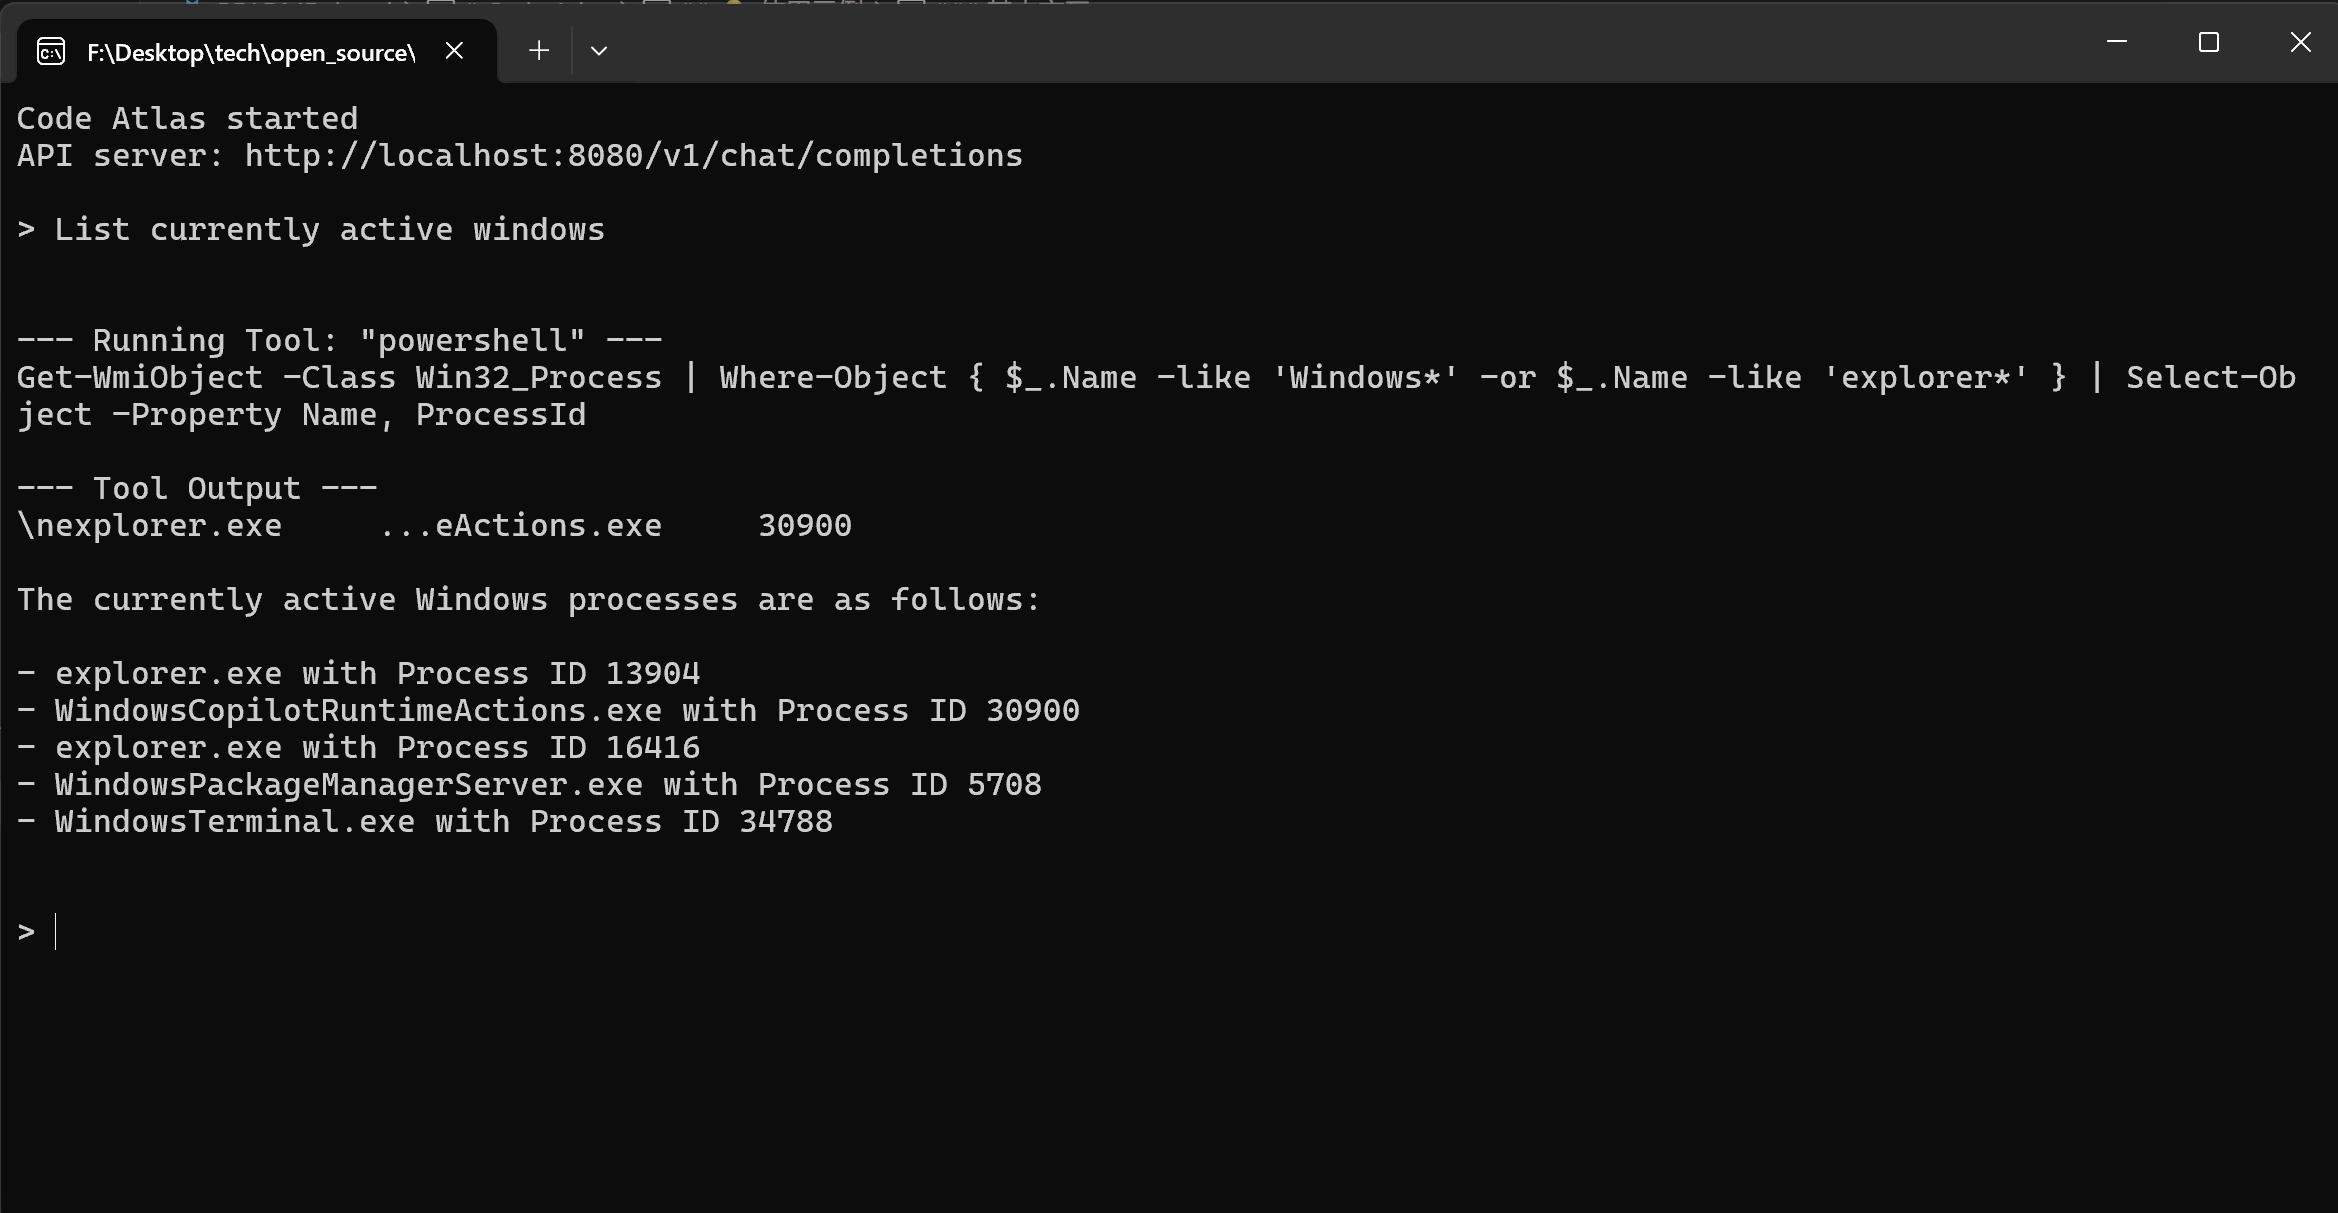 F:\Desktop\tech\open_source\
Code Atlas started
API server: http://localhost:8080/v1/chat/completions
> List currently active windows
--- Running Tool: "powershell" ---
Get-WmiObject -Class Win32_Process | Where-Object { $_.Name -like 'Windows*' -or $_.Name -like 'explorer*' } | Select-Ob
ject -Property Name, ProcessId
--- Tool Output ---
\nexplorer.exe     ...eActions.exe     30900
The currently active Windows processes are as follows:
- explorer.exe with Process ID 13904
- WindowsCopilotRuntimeActions.exe with Process ID 30900
- explorer.exe with Process ID 16416
- WindowsPackageManagerServer.exe with Process ID 5708
- WindowsTerminal.exe with Process ID 34788
>